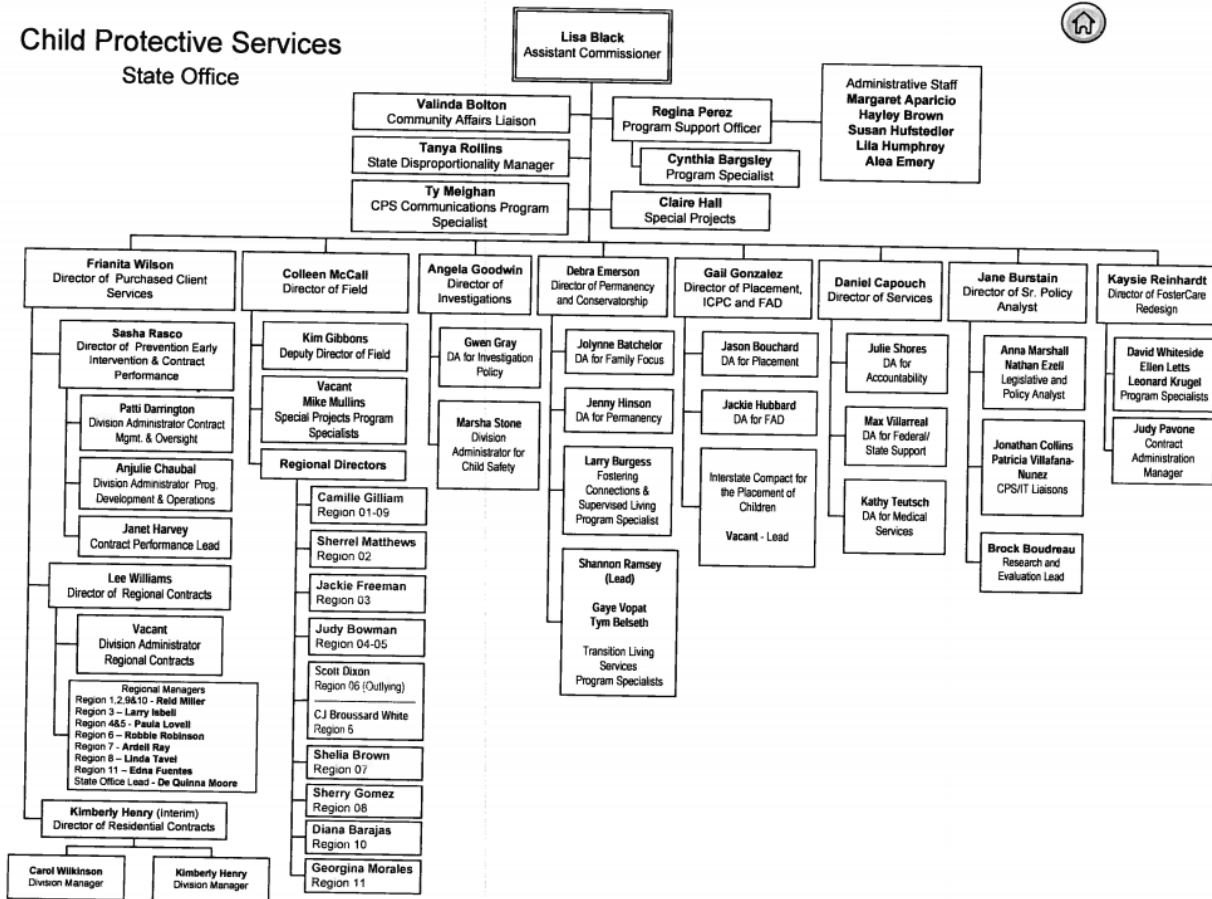 Child Protective Services
State Office
Lisa Black
Assistant Commissioner
Valinda Bolton
Community Affairs Liaison
Regina Perez
Program Support Officer
Administrative Staff
Margaret Aparicio
Hayley Brown
Susan Hufstedler
Lila Humphrey
Alea Emery
Tanya Rollins
State Disproportionality Manager
Cynthia Bargsley
Program Specialist
Ty Meighan
CPS Communications Program
Specialist
Claire Hall
Special Projects
Frianita Wilson
Director of Purchased Client
Services
Sasha Rasco
Director of Prevention Early
Intervention & Contract
Performance
Patti Darrington
Division Administrator Contract
Mgmt. & Oversight
Anjulie Chaubal
Division Administrator Prog.
Development & Operations
Janet Harvey
Contract Performance Lead
Lee Williams
Director of Regional Contracts
Vacant
Division Administrator
Regional Contracts
Regional Managers
Region 1,2,9&10 - Reid Miller
Region 3 – Larry Isbell
Region 4&5 - Paula Lovell
Region 6 – Robbie Robinson
Region 7 - Ardell Ray
Region 8 – Linda Tavel
Region 11 – Edna Fuentes
State Office Lead - De Quinna Moore
Kimberly Henry (Interim)
Director of Residential Contracts
Carol Wilkinson
Division Manager
Kimberly Henry
Division Manager
Colleen McCall
Director of Field
Kim Gibbons
Deputy Director of Field
Vacant
Mike Mullins
Special Projects Program
Specialists
Regional Directors
Camille Gilliam
Region 01-09
Sherrel Matthews
Region 02
Jackie Freeman
Region 03
Judy Bowman
Region 04-05
Scott Dixon
Region 06 (Outlying)
CJ Broussard White
Region 6
Shelia Brown
Region 07
Sherry Gomez
Region 08
Diana Barajas
Region 10
Georgina Morales
Region 11
Angela Goodwin
Director of
Investigations
Gwen Gray
DA for Investigation
Policy
Marsha Stone
Division
Administrator for
Child Safety
Debra Emerson
Director of Permanency
and Conservatorship
Jolynne Batchelor
DA for Family Focus
Jenny Hinson
DA for Permanency
Larry Burgess
Fostering
Connections &
Supervised Living
Program Specialist
Shannon Ramsey
(Lead)
Gaye Vopat
Tym Belseth
Transition Living
Services
Program Specialists
Gail Gonzalez
Director of Placement,
ICPC and FAD
Jason Bouchard
DA for Placement
Jackie Hubbard
DA for FAD
Interstate Compact for
the Placement of
Children
Vacant - Lead
Daniel Capouch
Director of Services
Julie Shores
DA for
Accountability
Max Villarreal
DA for Federal/
State Support
Kathy Teutsch
DA for Medical
Services
Jane Burstain
Director of Sr. Policy
Analyst
Anna Marshall
Nathan Ezell
Legislative and
Policy Analyst
Jonathan Collins
Patricia Villafana-
Nunez
CPS/IT Liaisons
Brock Boudreau
Research and
Evaluation Lead
Kaysie Reinhardt
Director of FosterCare
Redesign
David Whiteside
Ellen Letts
Leonard Krugel
Program Specialists
Judy Pavone
Contract
Administration
Manager